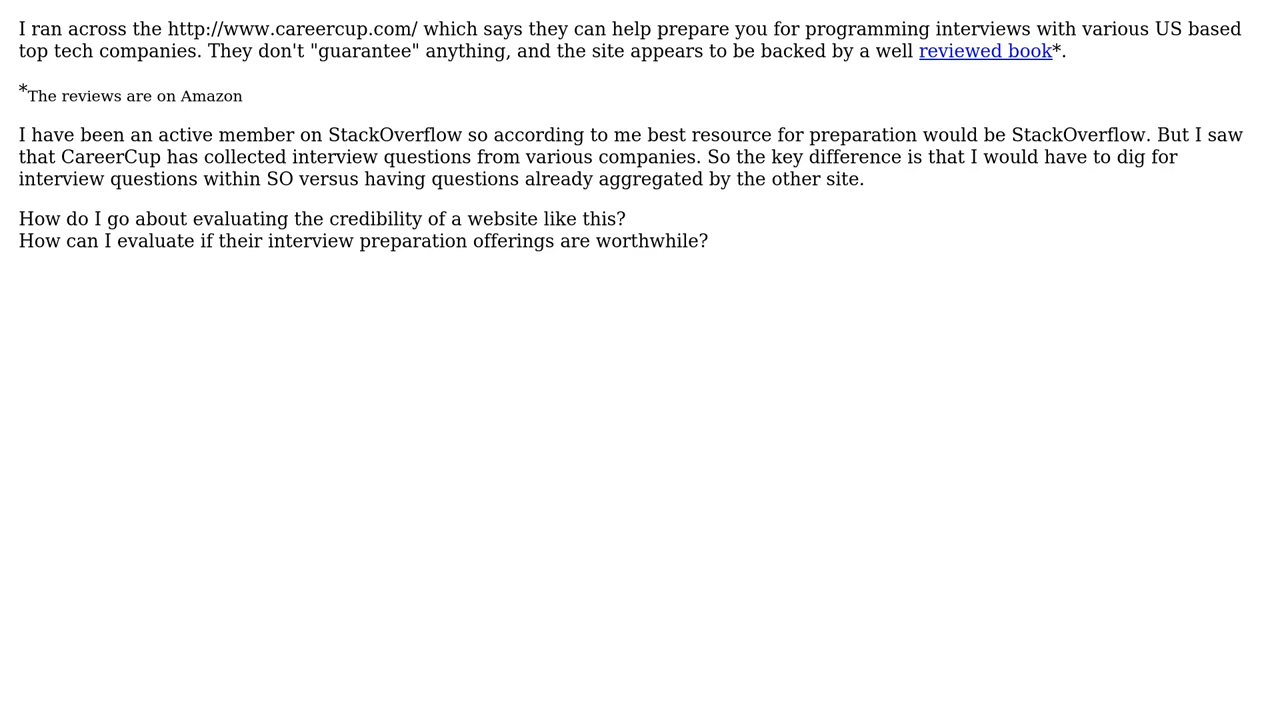 I ran across the http://www.careercup.com/ which says they can help prepare you for programming interviews with various US based
top tech companies. They don't "guarantee" anything, and the site appears to be backed by a well reviewed book*.
*The reviews are on Amazon
I have been an active member on StackOverflow so according to me best resource for preparation would be StackOverflow. But I saw
that CareerCup has collected interview questions from various companies. So the key difference is that I would have to dig for
interview questions within SO versus having questions already aggregated by the other site.
How do I go about evaluating the credibility of a website like this?
How can I evaluate if their interview preparation offerings are worthwhile?